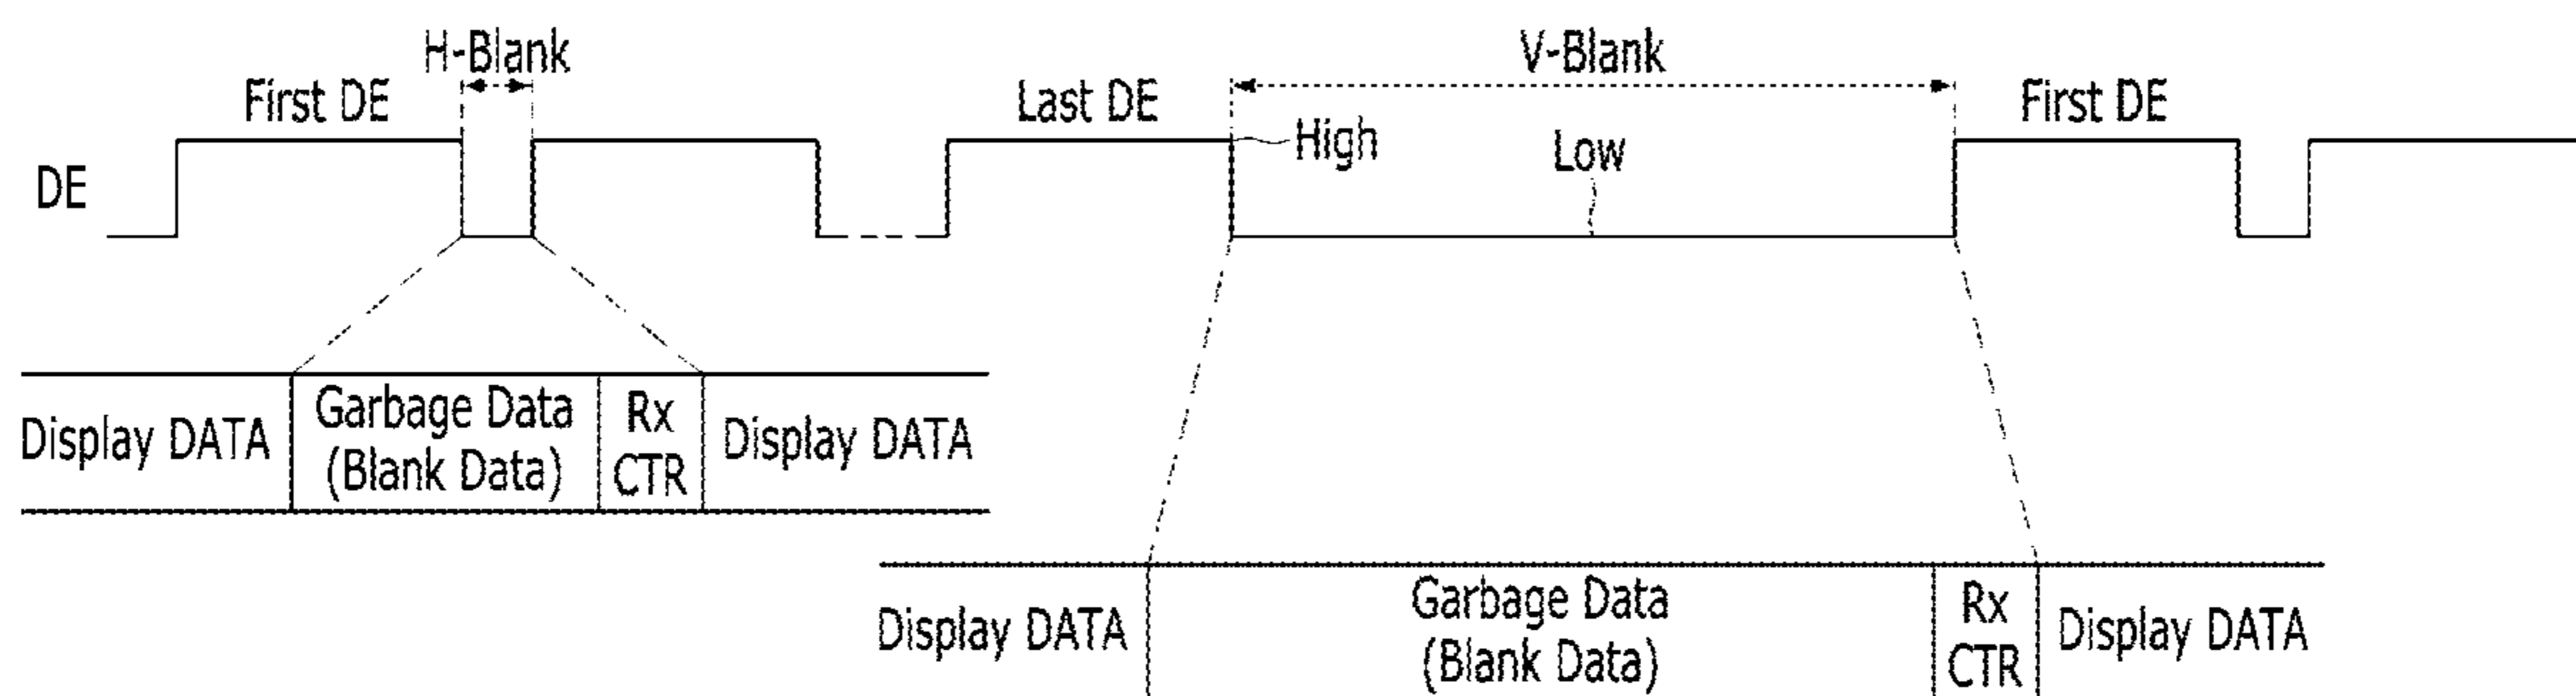 H-Blank
V-Blank
First DE
Last DE
First DE
High
Low
DE
Display DATA
Garbage Data
(Blank Data)
Rx
CTR
Display DATA
Display DATA
Garbage Data
(Blank Data)
Rx
CTR
Display DATA